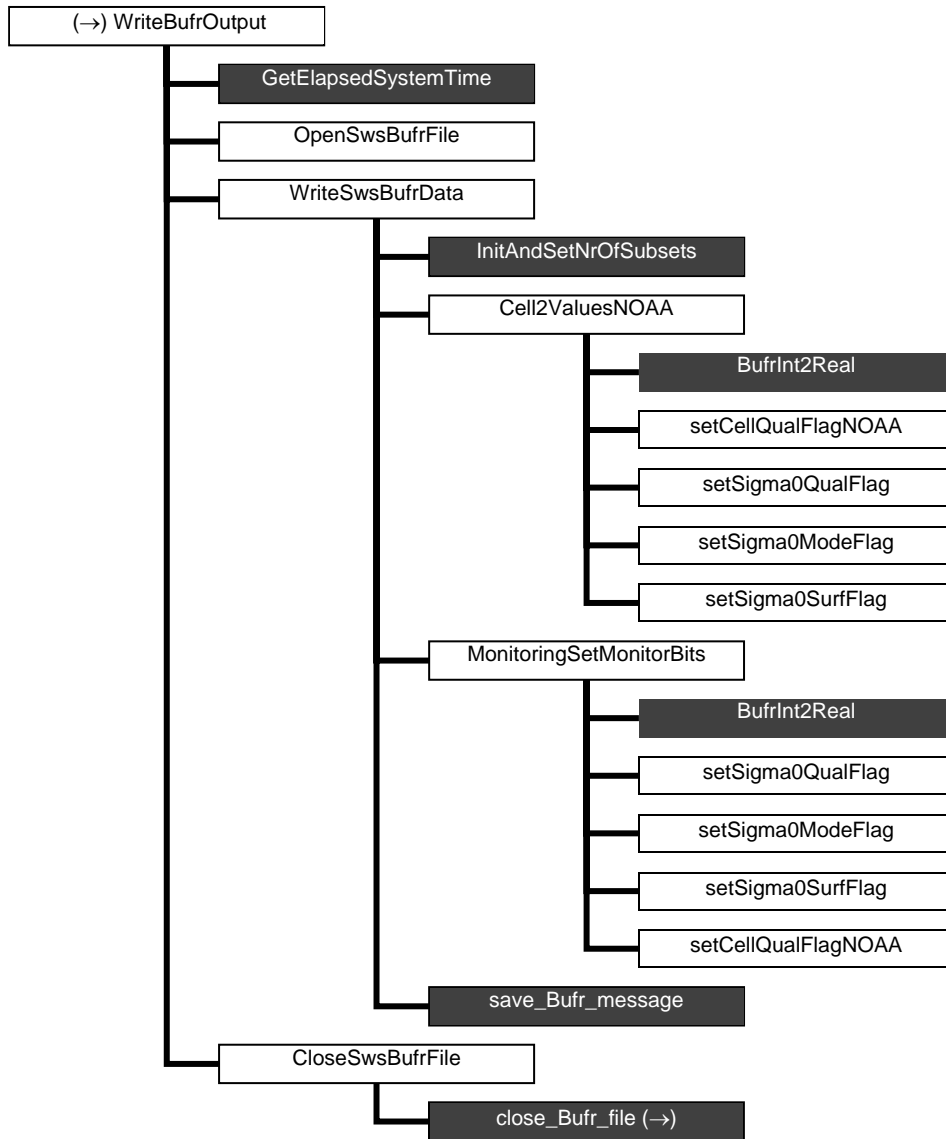 (→) WriteBufrOutput
GetElapsedSystemTime
OpenSwsBufrFile
WriteSwsBufrData
InitAndSetNrOfSubsets
Cell2ValuesNOAA
BufrInt2Real
setCellQualFlagNOAA
setSigma0QualFlag
setSigma0ModeFlag
setSigma0SurfFlag
MonitoringSetMonitorBits
BufrInt2Real
setSigma0QualFlag
setSigma0ModeFlag
setSigma0SurfFlag
setCellQualFlagNOAA
save_Bufr_message
CloseSwsBufrFile
close_Bufr_file (→)